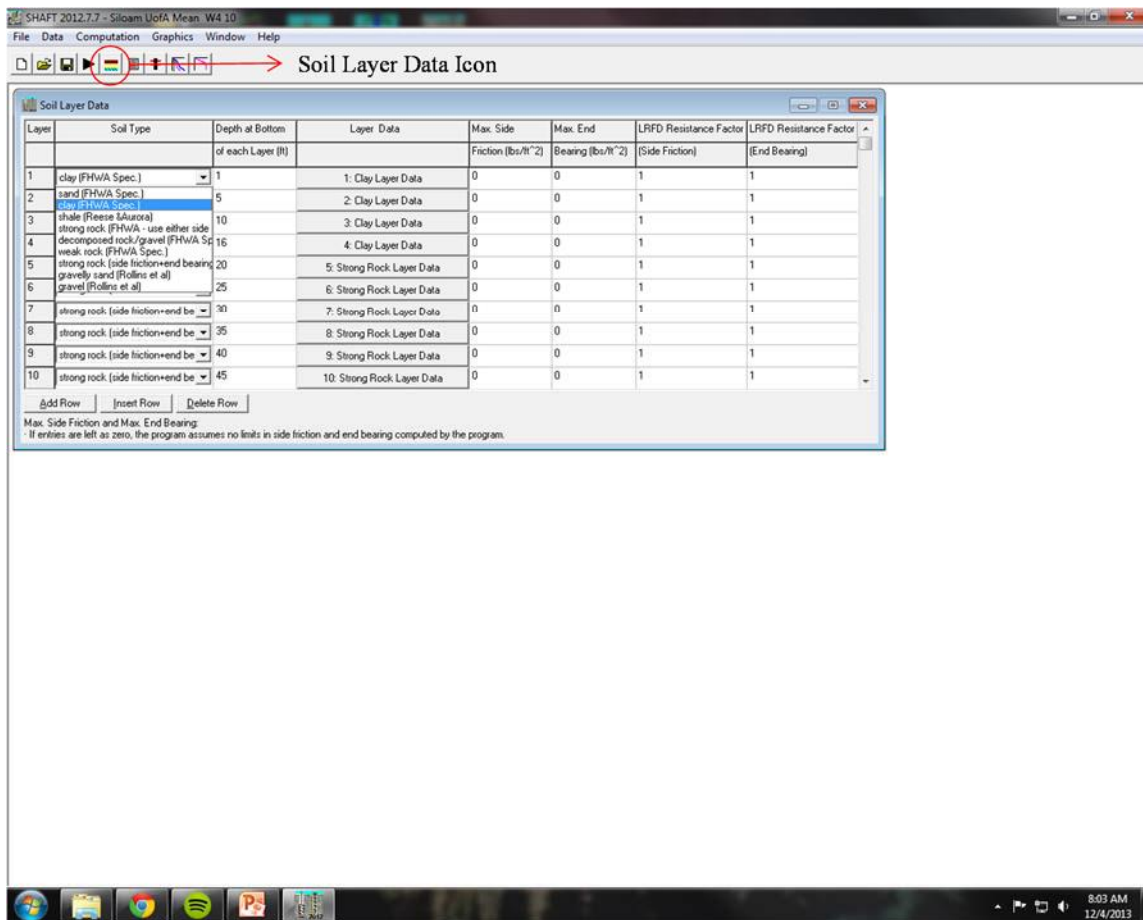 SHAFT 2012.7.7 - Siloam UofA Mean W4 10
File Data Computation Graphics Window Help
Soil Layer Data Icon
Soil Layer Data
Layer Soil Type Depth at Bottom Layer Data Max. Side Max. End LRFD Resistance Factor LRFD Resistance Factor
of each Layer (ft) Friction (lbs/ft^2) Bearing (lbs/ft^2) (Side Friction) (End Bearing)
1 clay (FHWA Spec.) 1 1: Clay Layer Data 0 0 1 1
2 5 2: Clay Layer Data 0 0 1 1
3 10 3: Clay Layer Data 0 0 1 1
4 16 4: Clay Layer Data 0 0 1 1
5 20 5: Strong Rock Layer Data 0 0 1 1
6 25 6: Strong Rock Layer Data 0 0 1 1
sand (FHWA Spec.)
clay (FHWA Spec.)
shale (Reese &Aurora)
strong rock (FHWA - use either side
decomposed rock/gravel (FHWA Sp
weak rock (FHWA Spec.)
strong rock (side friction+end bearing
gravelly sand (Rollins et al)
gravel (Rollins et al)
7 strong rock (side friction+end be 30 7: Strong Rock Layer Data 0 0 1 1
8 strong rock (side friction+end be 35 8: Strong Rock Layer Data 0 0 1 1
9 strong rock (side friction+end be 40 9: Strong Rock Layer Data 0 0 1 1
10 strong rock (side friction+end be 45 10: Strong Rock Layer Data 0 0 1 1
Add Row Insert Row Delete Row
Max. Side Friction and Max. End Bearing:
- If entries are left as zero, the program assumes no limits in side friction and end bearing computed by the program.
8:03 AM
12/4/2013